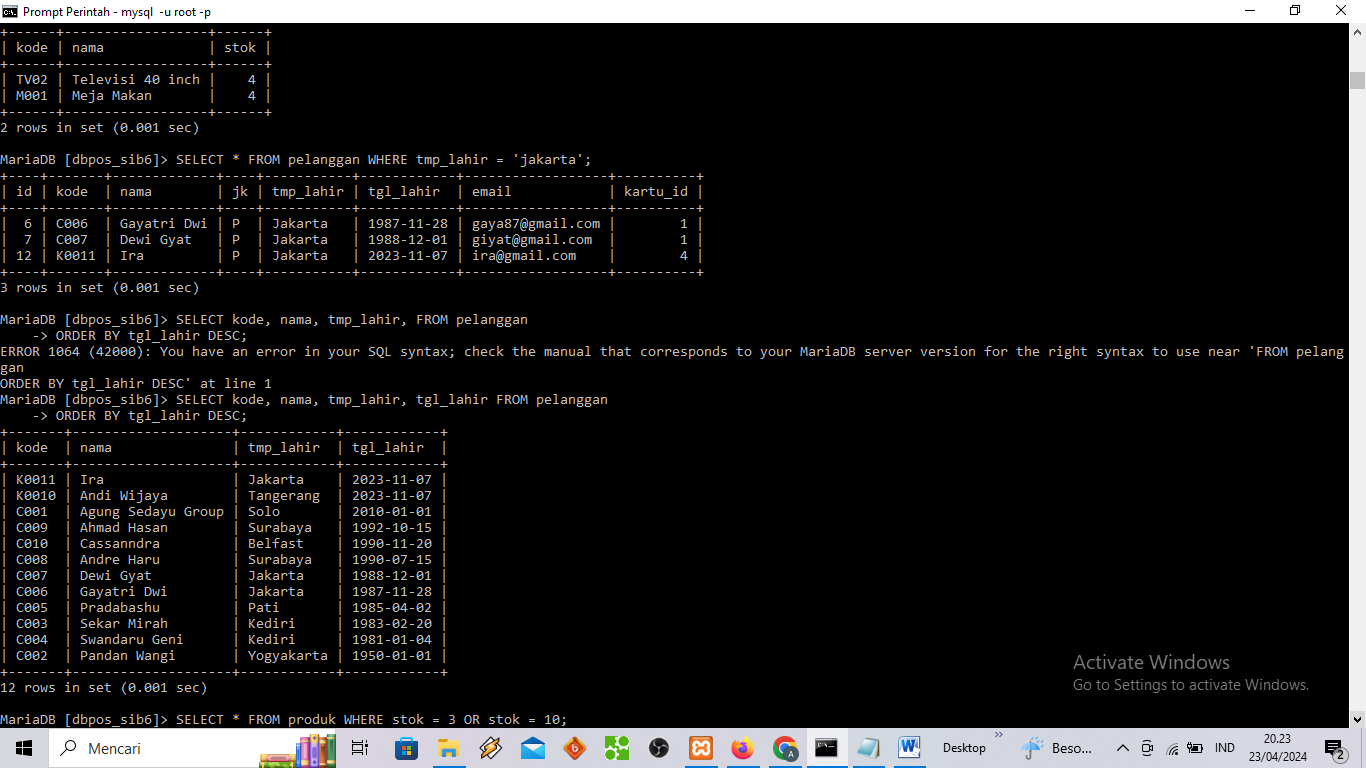 Prompt Perintah - mysql -u root -p
+------+------------------+------+
| kode | nama             | stok |
+------+------------------+------+
| TV02 | Televisi 40 inch |    4 |
| M001 | Meja Makan       |    4 |
+------+------------------+------+
2 rows in set (0.001 sec)
MariaDB [dbpos_sib6]> SELECT * FROM pelanggan WHERE tmp_lahir = 'jakarta';
+----+-------+-------------+----+-----------+------------+------------------+----------+
| id | kode  | nama        | jk | tmp_lahir | tgl_lahir  | email            | kartu_id |
+----+-------+-------------+----+-----------+------------+------------------+----------+
|  6 | C006  | Gayatri Dwi | P  | Jakarta   | 1987-11-28 | gaya87@gmail.com |        1 |
|  7 | C007  | Dewi Gyat   | P  | Jakarta   | 1988-12-01 | giyat@gmail.com  |        1 |
| 12 | K0011 | Ira         | P  | Jakarta   | 2023-11-07 | ira@gmail.com    |        4 |
+----+-------+-------------+----+-----------+------------+------------------+----------+
3 rows in set (0.001 sec)
MariaDB [dbpos_sib6]> SELECT kode, nama, tmp_lahir, FROM pelanggan
    -> ORDER BY tgl_lahir DESC;
ERROR 1064 (42000): You have an error in your SQL syntax; check the manual that corresponds to your MariaDB server version for the right syntax to use near 'FROM pelang
gan
ORDER BY tgl_lahir DESC' at line 1
MariaDB [dbpos_sib6]> SELECT kode, nama, tmp_lahir, tgl_lahir FROM pelanggan
    -> ORDER BY tgl_lahir DESC;
+-------+--------------------+------------+------------+
| kode  | nama               | tmp_lahir  | tgl_lahir  |
+-------+--------------------+------------+------------+
| K0011 | Ira                | Jakarta    | 2023-11-07 |
| K0010 | Andi Wijaya        | Tangerang  | 2023-11-07 |
| C001  | Agung Sedayu Group | Solo       | 2010-01-01 |
| C009  | Ahmad Hasan        | Surabaya   | 1992-10-15 |
| C010  | Cassanndra         | Belfast    | 1990-11-20 |
| C008  | Andre Haru         | Surabaya   | 1990-07-15 |
| C007  | Dewi Gyat          | Jakarta    | 1988-12-01 |
| C006  | Gayatri Dwi        | Jakarta    | 1987-11-28 |
| C005  | Pradabashu         | Pati       | 1985-04-02 |
| C003  | Sekar Mirah        | Kediri     | 1983-02-20 |
| C004  | Swandaru Geni      | Kediri     | 1981-01-04 |
| C002  | Pandan Wangi       | Yogyakarta | 1950-01-01 |
+-------+--------------------+------------+------------+
12 rows in set (0.001 sec)
MariaDB [dbpos_sib6]> SELECT * FROM produk WHERE stok = 3 OR stok = 10;
Activate Windows
Go to Settings to activate Windows.
Mencari
Desktop
Beso...
IND
20.23
23/04/2024
2